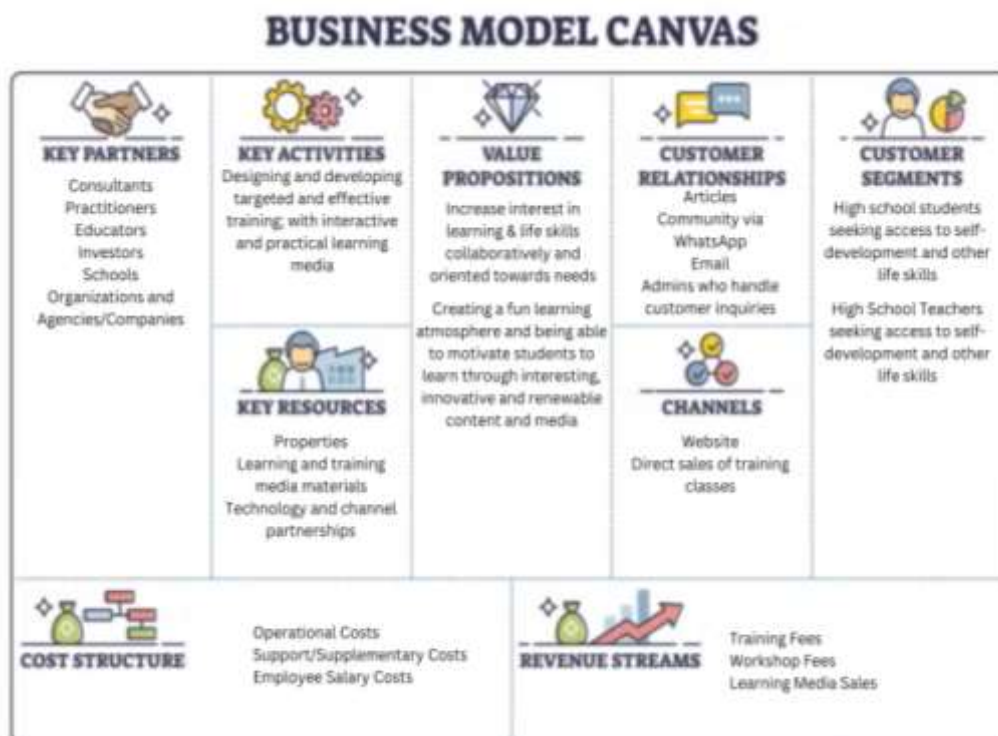 BUSINESS MODEL CANVAS
KEY PARTNERS
Consultants
Practitioners
Educators
Investors
Schools
Organizations and
Agencies/Companies
KEY ACTIVITIES
Designing and developing
targeted and effective
training; with interactive
and practical learning
media
KEY RESOURCES
Properties
Learning and training
media materials
Technology and channel
partnerships
VALUE
PROPOSITIONS
Increase interest in
learning & life skills
collaboratively and
oriented towards needs
Creating a fun learning
atmosphere and being able
to motivate students to
learn through interesting,
innovative and renewable
content and media
CUSTOMER
RELATIONSHIPS
Articles
Community via
WhatsApp
Email
Admins who handle
customer inquiries
CHANNELS
Website
Direct sales of training
classes
CUSTOMER
SEGMENTS
High school students
seeking access to self-
development and other
life skills
High School Teachers
seeking access to self-
development and other
life skills
COST STRUCTURE
Operational Costs
Support/Supplementary Costs
Employee Salary Costs
REVENUE STREAMS
Training Fees
Workshop Fees
Learning Media Sales